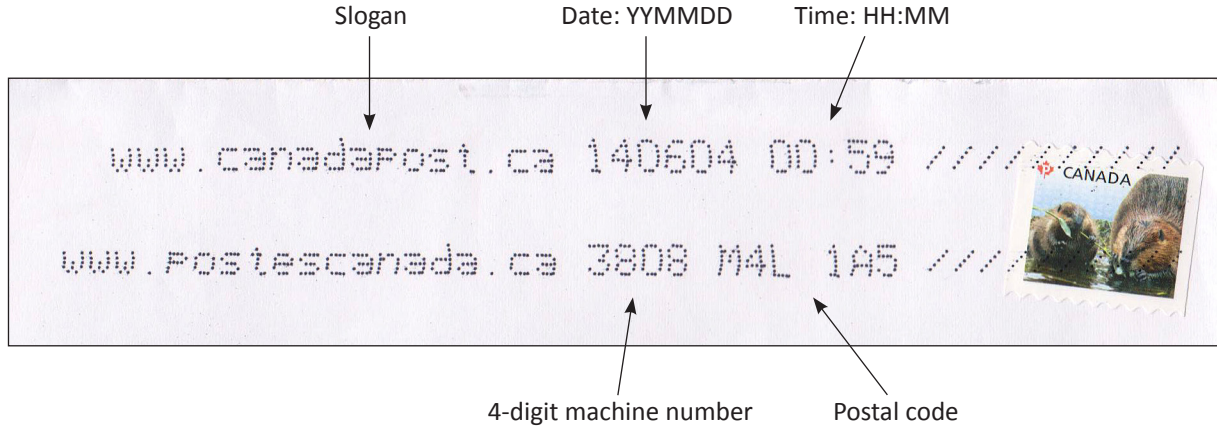 Slogan Date: YYMMDD Time: HH:MM
www.canadapost.ca 140604 00:59 ///////////
CANADA
www.postescanada.ca 3808 M4L 1A5 ///////////
4-digit machine number Postal code